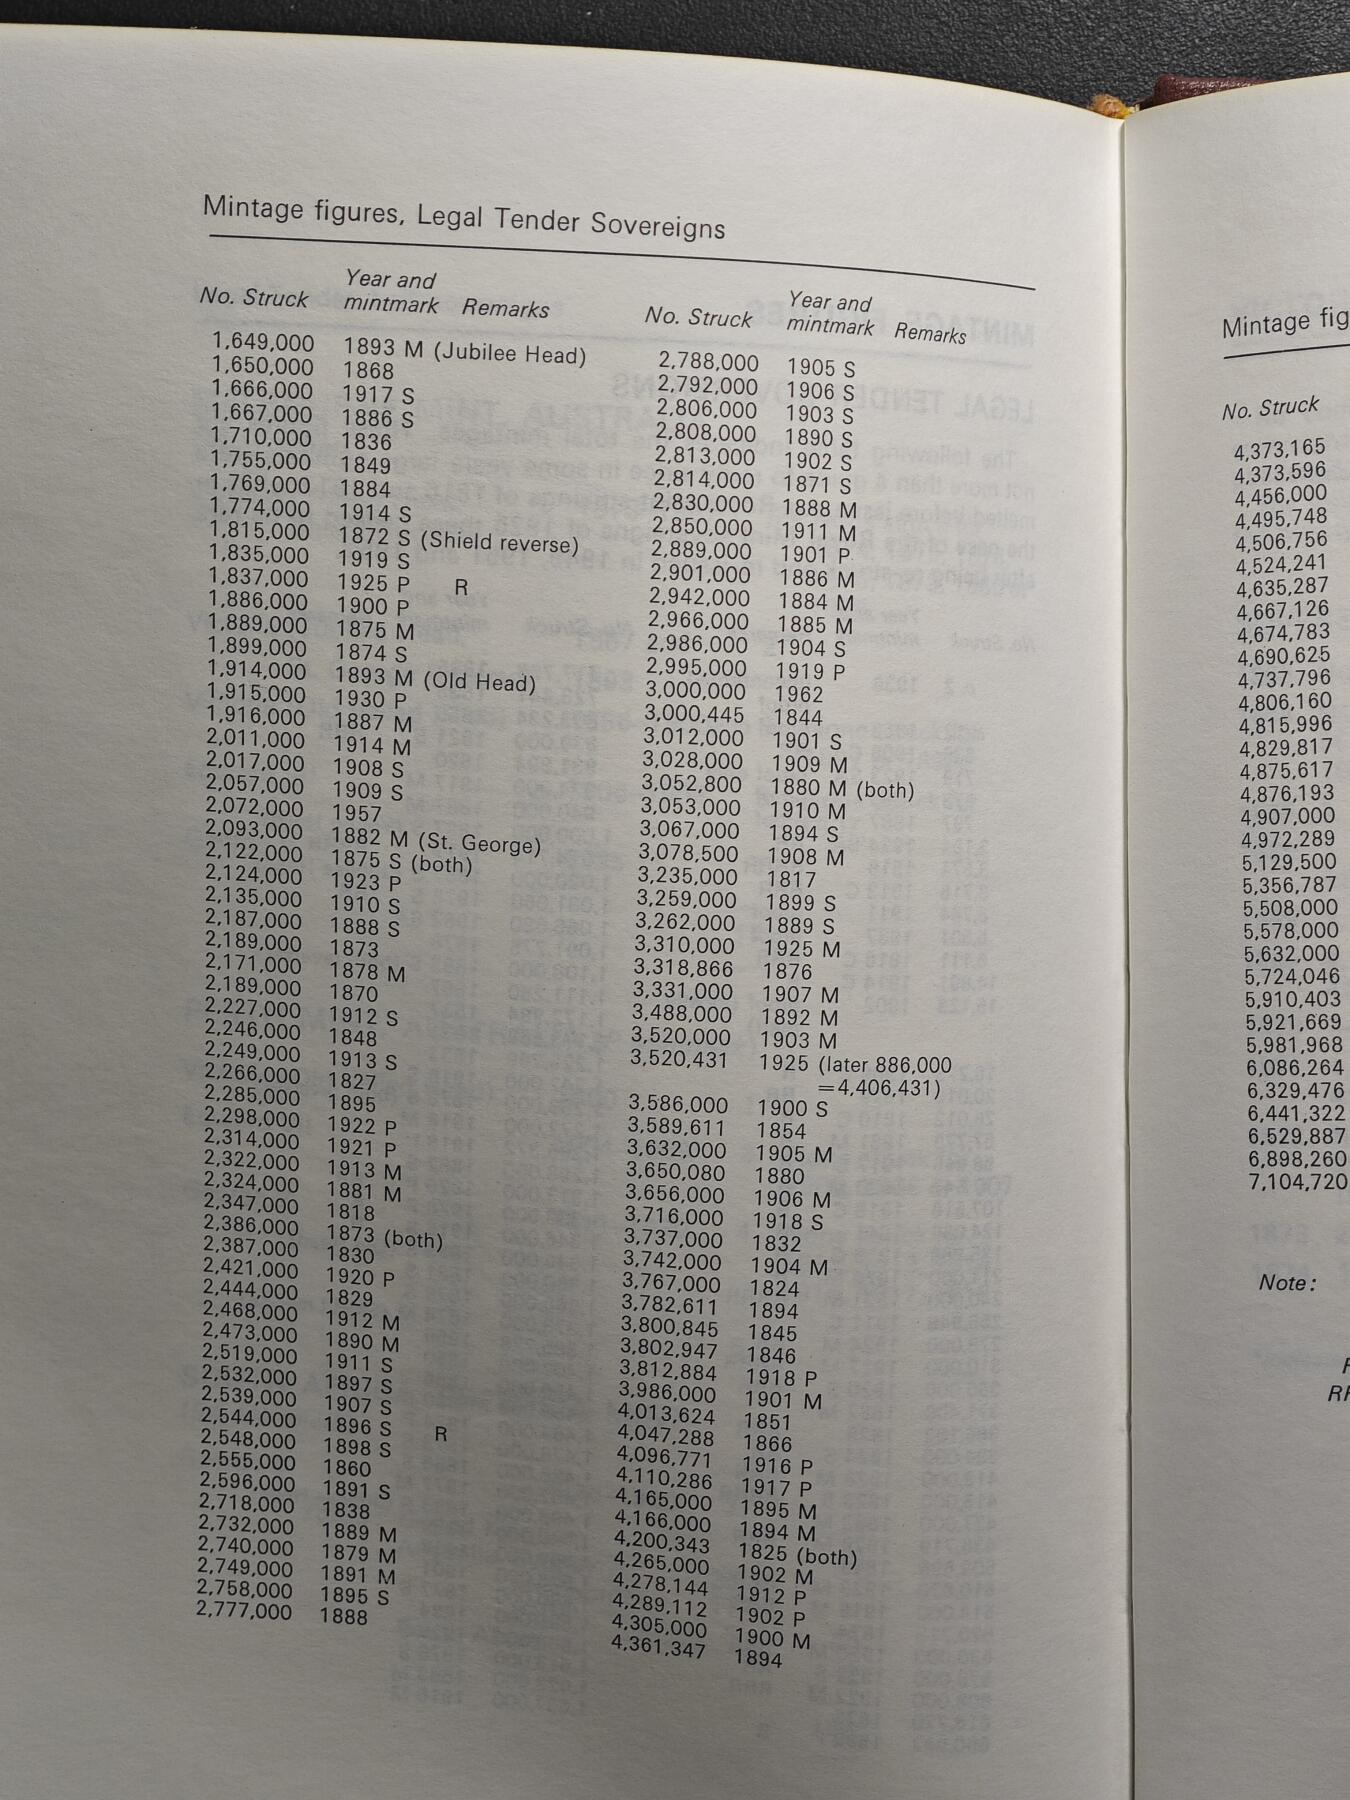 Mintage figures, Legal Tender Sovereigns
No. Struck Year and mintmark Remarks
1,649,000 1893 M (Jubilee Head)
1,650,000 1868
1,666,000 1917 S
1,667,000 1886 S
1,710,000 1836
1,755,000 1849
1,769,000 1884
1,774,000 1914 S
1,815,000 1872 S (Shield reverse)
1,835,000 1919 S
1,837,000 1925 P R
1,886,000 1900 P
1,889,000 1875 M
1,899,000 1874 S
1,914,000 1893 M (Old Head)
1,915,000 1930 P
1,916,000 1887 M
2,011,000 1914 M
2,017,000 1908 S
2,057,000 1909 S
2,072,000 1957
2,093,000 1882 M (St. George)
2,122,000 1875 S (both)
2,124,000 1923 P
2,135,000 1910 S
2,187,000 1888 S
2,189,000 1873
2,171,000 1878 M
2,189,000 1870
2,227,000 1912 S
2,246,000 1848
2,249,000 1913 S
2,266,000 1827
2,285,000 1895
2,298,000 1922 P
2,314,000 1921 P
2,322,000 1913 M
2,324,000 1881 M
2,347,000 1818
2,386,000 1873 (both)
2,387,000 1830
2,421,000 1920 P
2,444,000 1829
2,468,000 1912 M
2,473,000 1890 M
2,519,000 1911 S
2,532,000 1897 S
2,539,000 1907 S
2,544,000 1896 S R
2,548,000 1898 S
2,555,000 1860
2,596,000 1891 S
2,718,000 1838
2,732,000 1889 M
2,740,000 1879 M
2,749,000 1891 M
2,758,000 1895 S
2,777,000 1888
No. Struck Year and mintmark Remarks
2,788,000 1905 S
2,792,000 1906 S
2,806,000 1903 S
2,808,000 1890 S
2,813,000 1902 S
2,814,000 1871 S
2,830,000 1888 M
2,850,000 1911 M
2,889,000 1901 P
2,901,000 1886 M
2,942,000 1884 M
2,966,000 1885 M
2,986,000 1904 S
2,995,000 1919 P
3,000,000 1962
3,000,445 1844
3,012,000 1901 S
3,028,000 1909 M
3,052,800 1880 M (both)
3,053,000 1910 M
3,067,000 1894 S
3,078,500 1908 M
3,235,000 1817
3,259,000 1899 S
3,262,000 1889 S
3,310,000 1925 M
3,318,866 1876
3,331,000 1907 M
3,488,000 1892 M
3,520,000 1903 M
3,520,431 1925 (later 886,000
=4,406,431)
3,586,000 1900 S
3,589,611 1854
3,632,000 1905 M
3,650,080 1880
3,656,000 1906 M
3,716,000 1918 S
3,737,000 1832
3,742,000 1904 M
3,767,000 1824
3,782,611 1894
3,800,845 1845
3,802,947 1846
3,812,884 1918 P
3,986,000 1901 M
4,013,624 1851
4,047,288 1866
4,096,771 1916 P
4,110,286 1917 P
4,165,000 1895 M
4,166,000 1894 M
4,200,343 1825 (both)
4,265,000 1902 M
4,278,144 1912 P
4,289,112 1902 P
4,305,000 1900 M
4,361,347 1894
Mintage fig
No. Struck
4,373,165
4,373,596
4,456,000
4,495,748
4,506,756
4,524,241
4,635,287
4,667,126
4,674,783
4,690,625
4,737,796
4,806,160
4,815,996
4,829,817
4,875,617
4,876,193
4,907,000
4,972,289
5,129,500
5,356,787
5,508,000
5,578,000
5,632,000
5,724,046
5,910,403
5,921,669
5,981,968
6,086,264
6,329,476
6,441,322
6,529,887
6,898,260
7,104,720
Note: